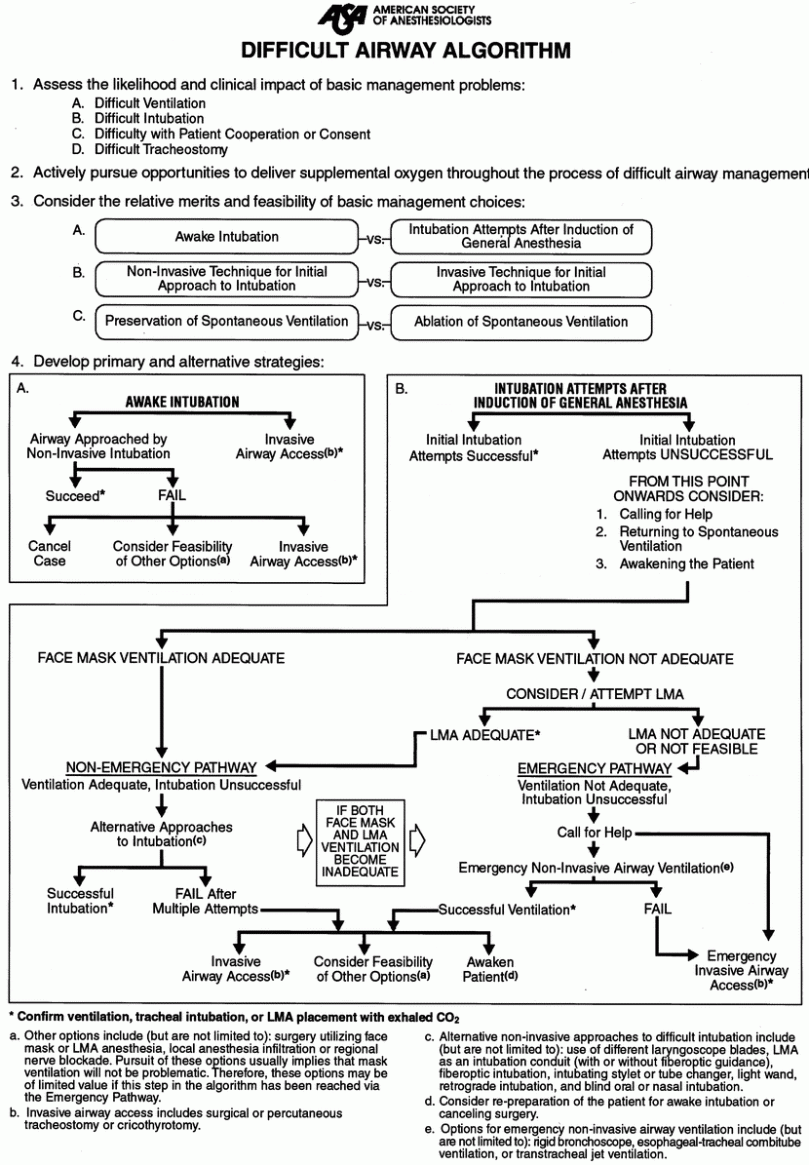 ASA AMERICAN SOCIETY
OF ANESTHESIOLOGISTS
DIFFICULT AIRWAY ALGORITHM
1. Assess the likelihood and clinical impact of basic management problems:
A. Difficult Ventilation
B. Difficult Intubation
C. Difficulty with Patient Cooperation or Consent
D. Difficult Tracheostomy
2. Actively pursue opportunities to deliver supplemental oxygen throughout the process of difficult airway management
3. Consider the relative merits and feasibility of basic management choices:
A. Awake Intubation -vs.- Intubation Attempts After Induction of
General Anesthesia
B. Non-Invasive Technique for Initial
Approach to Intubation -vs.- Invasive Technique for Initial
Approach to Intubation
C. Preservation of Spontaneous Ventilation -vs.- Ablation of Spontaneous Ventilation
4. Develop primary and alternative strategies:
A.
AWAKE INTUBATION
Airway Approached by
Non-Invasive Intubation
Invasive
Airway Access(b)*
Succeed*
FAIL
Cancel
Case
Consider Feasibility
of Other Options(a)
Invasive
Airway Access(b)*
B.
INTUBATION ATTEMPTS AFTER
INDUCTION OF GENERAL ANESTHESIA
Initial Intubation
Attempts Successful*
Initial Intubation
Attempts UNSUCCESSFUL
FROM THIS POINT
ONWARDS CONSIDER:
1. Calling for Help
2. Returning to Spontaneous
Ventilation
3. Awakening the Patient
FACE MASK VENTILATION ADEQUATE
FACE MASK VENTILATION NOT ADEQUATE
CONSIDER / ATTEMPT LMA
LMA ADEQUATE*
LMA NOT ADEQUATE
OR NOT FEASIBLE
NON-EMERGENCY PATHWAY
Ventilation Adequate, Intubation Unsuccessful
EMERGENCY PATHWAY
Ventilation Not Adequate,
Intubation Unsuccessful
Alternative Approaches
to Intubation(c)
IF BOTH
FACE MASK
AND LMA
VENTILATION
BECOME
INADEQUATE
Call for Help
Emergency Non-Invasive Airway Ventilation(e)
Successful
Intubation*
FAIL After
Multiple Attempts
Successful Ventilation*
FAIL
Invasive
Airway Access(b)*
Consider Feasibility
of Other Options(a)
Awaken
Patient(d)
Emergency
Invasive Airway
Access(b)*
* Confirm ventilation, tracheal intubation, or LMA placement with exhaled CO2
a. Other options include (but are not limited to): surgery utilizing face
mask or LMA anesthesia, local anesthesia infiltration or regional
nerve blockade. Pursuit of these options usually implies that mask
ventilation will not be problematic. Therefore, these options may be
of limited value if this step in the algorithm has been reached via
the Emergency Pathway.
b. Invasive airway access includes surgical or percutaneous
tracheostomy or cricothyrotomy.
c. Alternative non-invasive approaches to difficult intubation include
(but are not limited to): use of different laryngoscope blades, LMA
as an intubation conduit (with or without fiberoptic guidance),
fiberoptic intubation, intubating stylet or tube changer, light wand,
retrograde intubation, and blind oral or nasal intubation.
d. Consider re-preparation of the patient for awake intubation or
canceling surgery.
e. Options for emergency non-invasive airway ventilation include (but
are not limited to): rigid bronchoscope, esophageal-tracheal combitube
ventilation, or transtracheal jet ventilation.